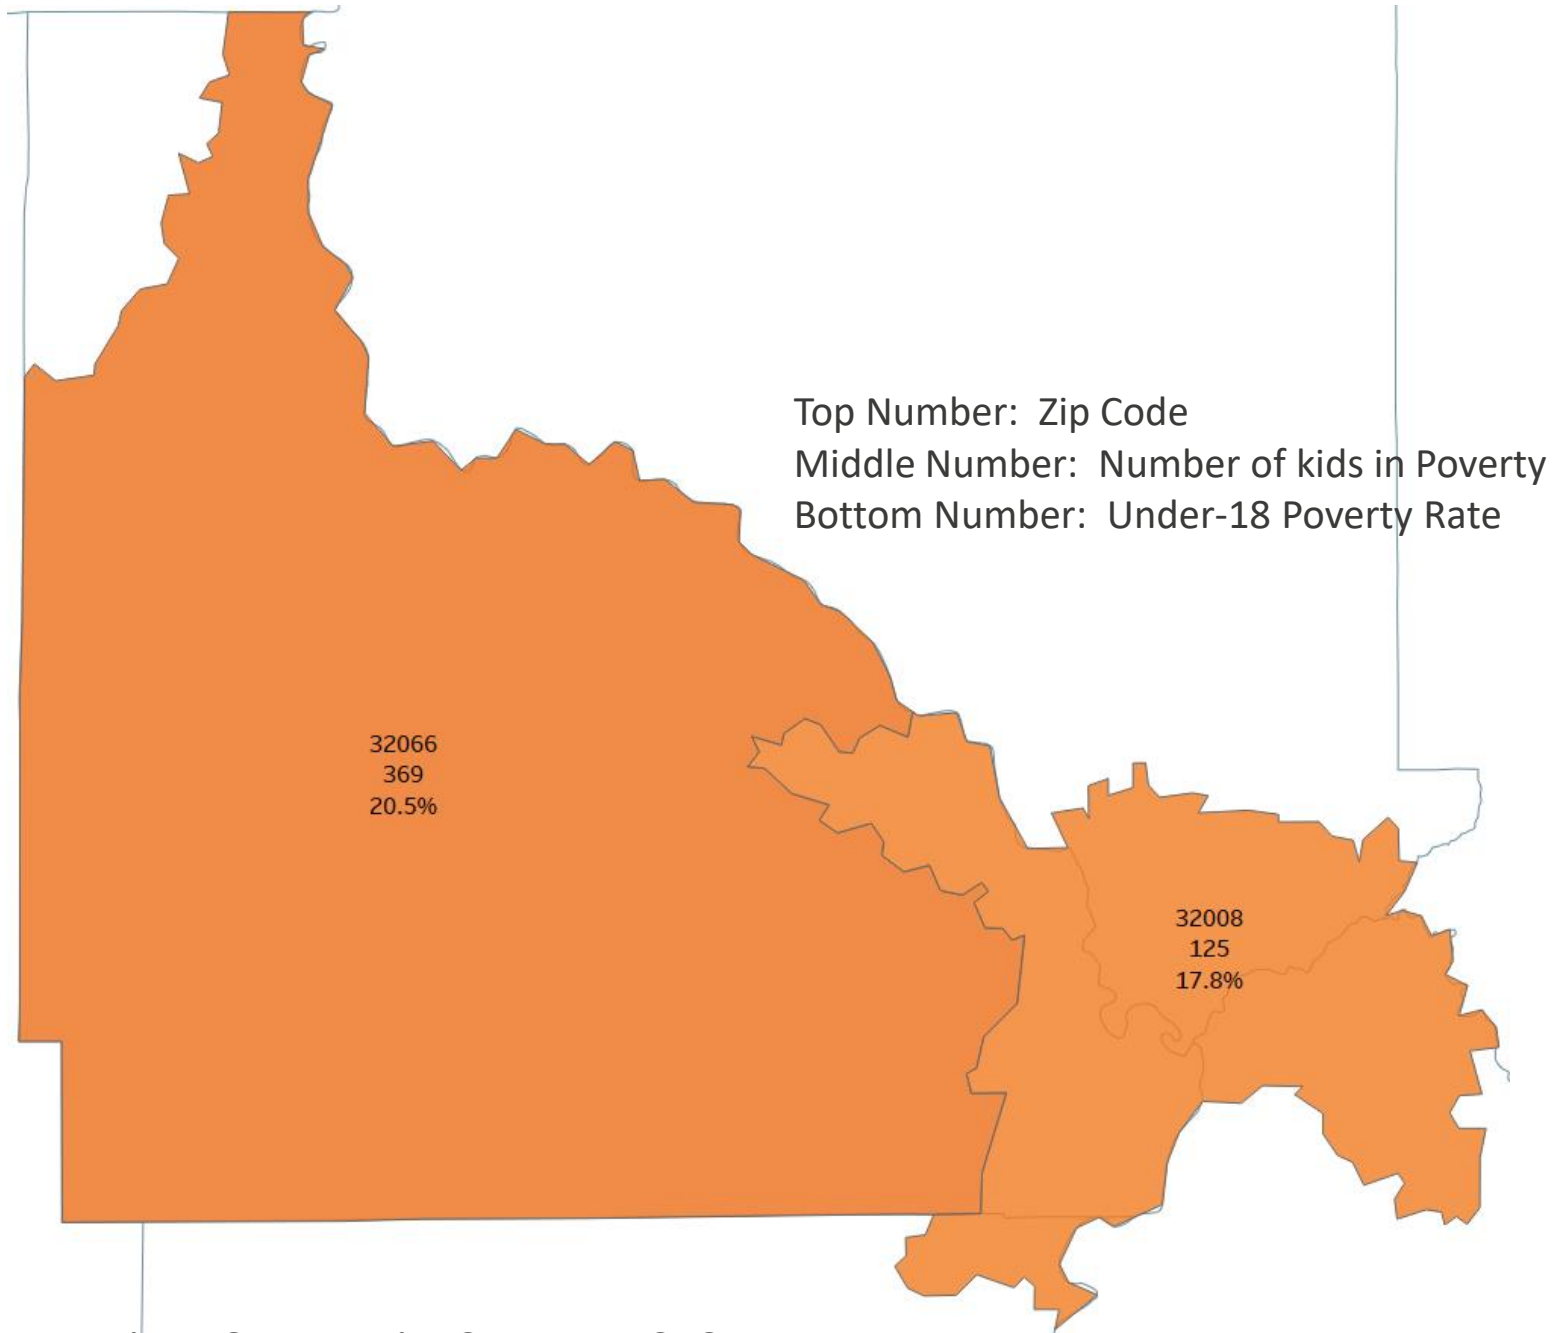 Top Number:  Zip Code
Middle Number:  Number of kids in Poverty
Bottom Number:  Under-18 Poverty Rate
32066
369
20.5%
32008
125
17.8%